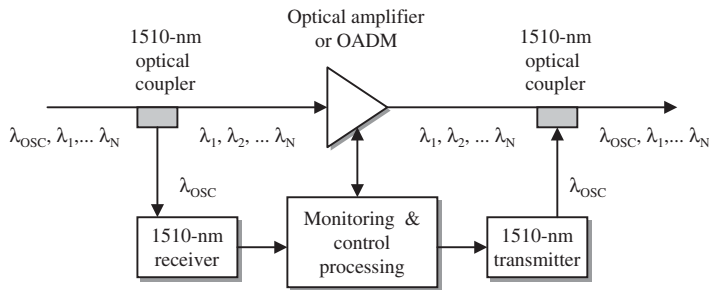 Optical amplifier
or OADM
1510-nm
optical
coupler
1510-nm
optical
coupler
λOSC, λ1,... λN
λ1, λ2, ... λN
λ1, λ2, ... λN
λOSC, λ1,... λN
λOSC
λOSC
1510-nm
receiver
Monitoring &
control
processing
1510-nm
transmitter